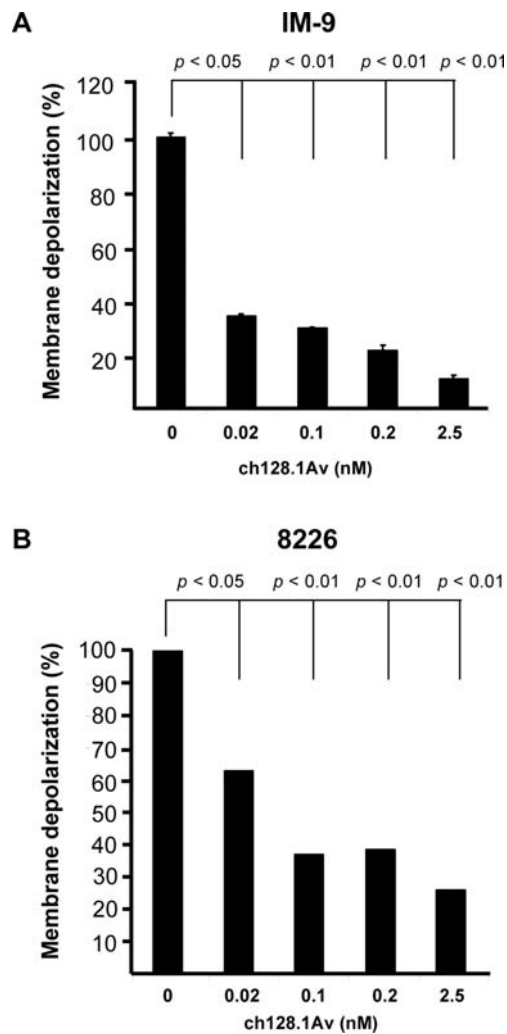 A
IM-9
p < 0.05 p < 0.01 p < 0.01 p < 0.01
Membrane depolarization (%)
120
100
80
60
40
20
0 0.02 0.1 0.2 2.5
ch128.1Av (nM)
B
8226
p < 0.05 p < 0.01 p < 0.01 p < 0.01
Membrane depolarization (%)
100
90
80
70
60
50
40
30
20
10
0 0.02 0.1 0.2 2.5
ch128.1Av (nM)